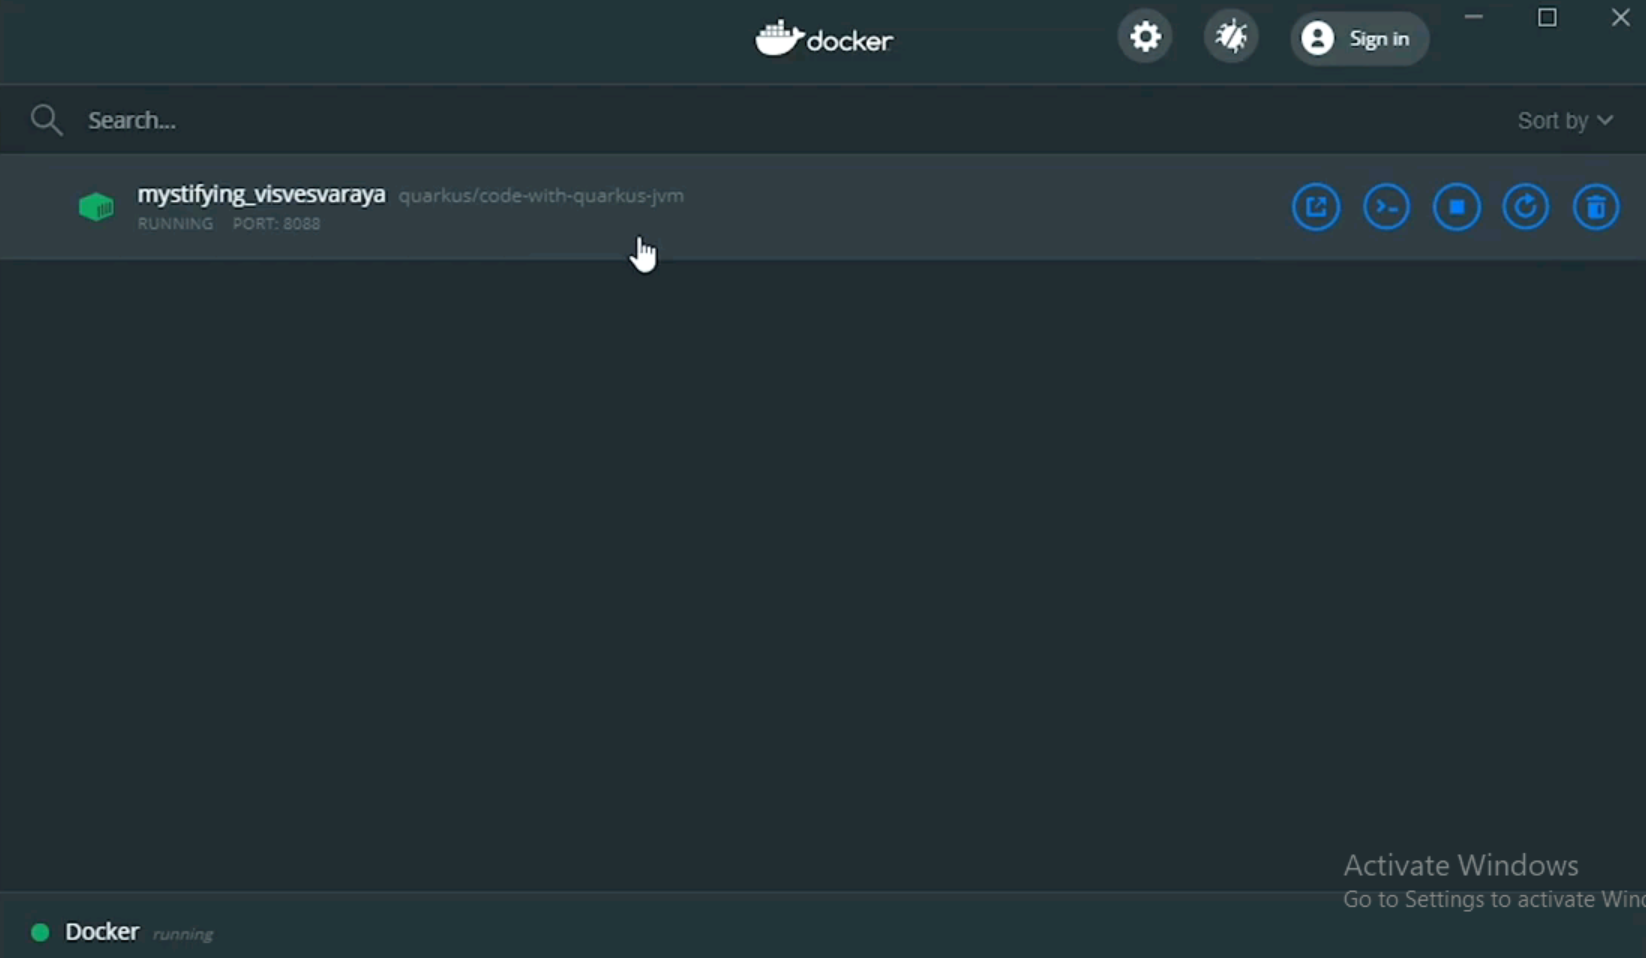 docker
Sign in
Search...
Sort by
mystifying_visvesvaraya quarkus/code-with-quarkus-jvm
RUNNING PORT: 8088
Activate Windows
Go to Settings to activate Win
Docker running